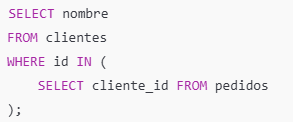 SELECT nombre
FROM clientes
WHERE id IN (
    SELECT cliente_id FROM pedidos
);